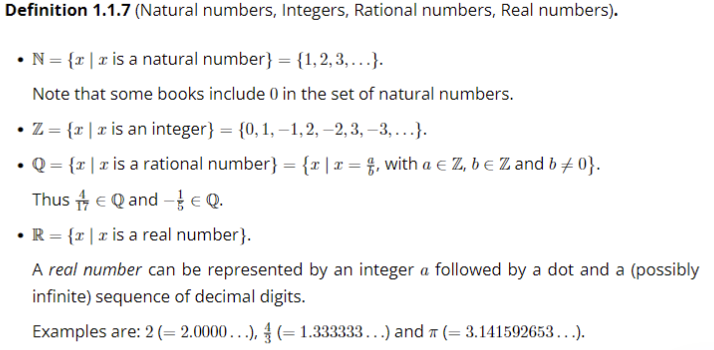 Definition 1.1.7 (Natural numbers, Integers, Rational numbers, Real numbers).
• ℕ = {x | x is a natural number} = {1, 2, 3, ...}.
Note that some books include 0 in the set of natural numbers.
• ℤ = {x | x is an integer} = {0, 1, −1, 2, −2, 3, −3, ...}.
• ℚ = {x | x is a rational number} = {x | x = a/b, with a ∈ ℤ, b ∈ ℤ and b ≠ 0}.
Thus 4/17 ∈ ℚ and −1/5 ∈ ℚ.
• ℝ = {x | x is a real number}.
A real number can be represented by an integer a followed by a dot and a (possibly
infinite) sequence of decimal digits.
Examples are: 2 (= 2.0000...), 4/3 (= 1.333333...) and π (= 3.141592653...).